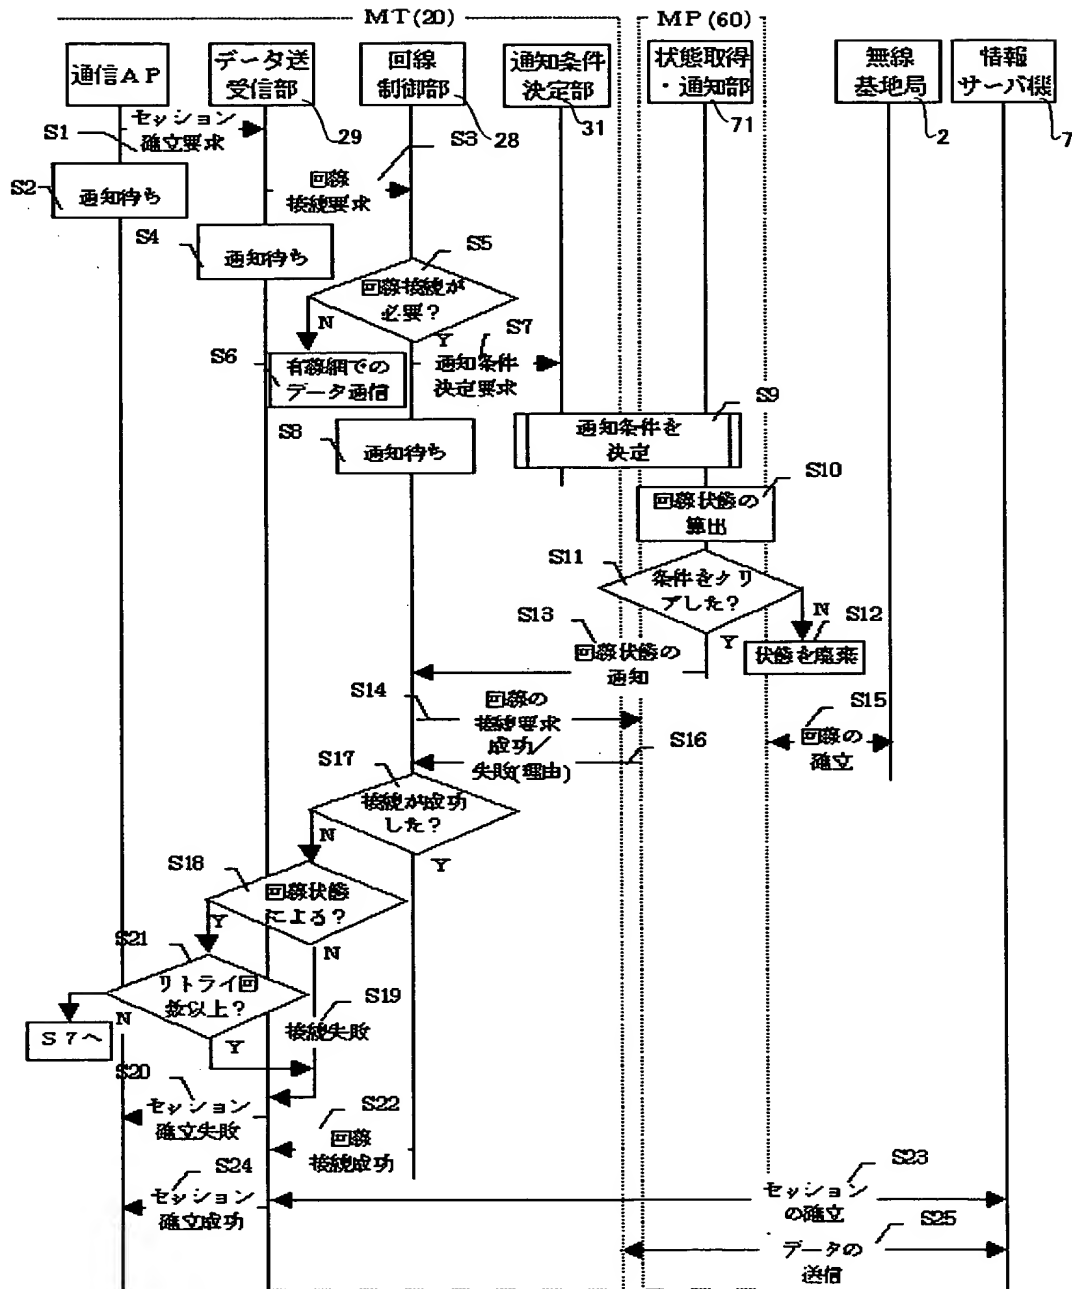 MT(20)
MP(60)
通信AP
データ送
受信部
29
回線
制御部
28
通知条件
決定部
31
状態取得
・通知部
71
無線
基地局
2
情報
サーバ機
7
S1
セッション
確立要求
S2
通知待ち
S3
回線
接続要求
S4
通知待ち
S5
回線接続が
必要？
N
Y
S6
有線網での
データ通信
S7
通知条件
決定要求
S8
通知待ち
S9
通知条件を
決定
S10
回線状態の
算出
S11
条件をクリ
アした？
N
Y
S12
状態を廃棄
S13
回線状態の
通知
S14
回線の
接続要求
S15
回線の
確立
S16
成功/
失敗(理由)
S17
接続が成功
した？
N
Y
S18
回線状態
による？
Y
N
S19
接続失敗
S21
リトライ回
数以上？
N
Y
S7へ
S20
セッション
確立失敗
S22
回線
接続成功
S23
セッション
の確立
S24
セッション
確立成功
S25
データの
送信